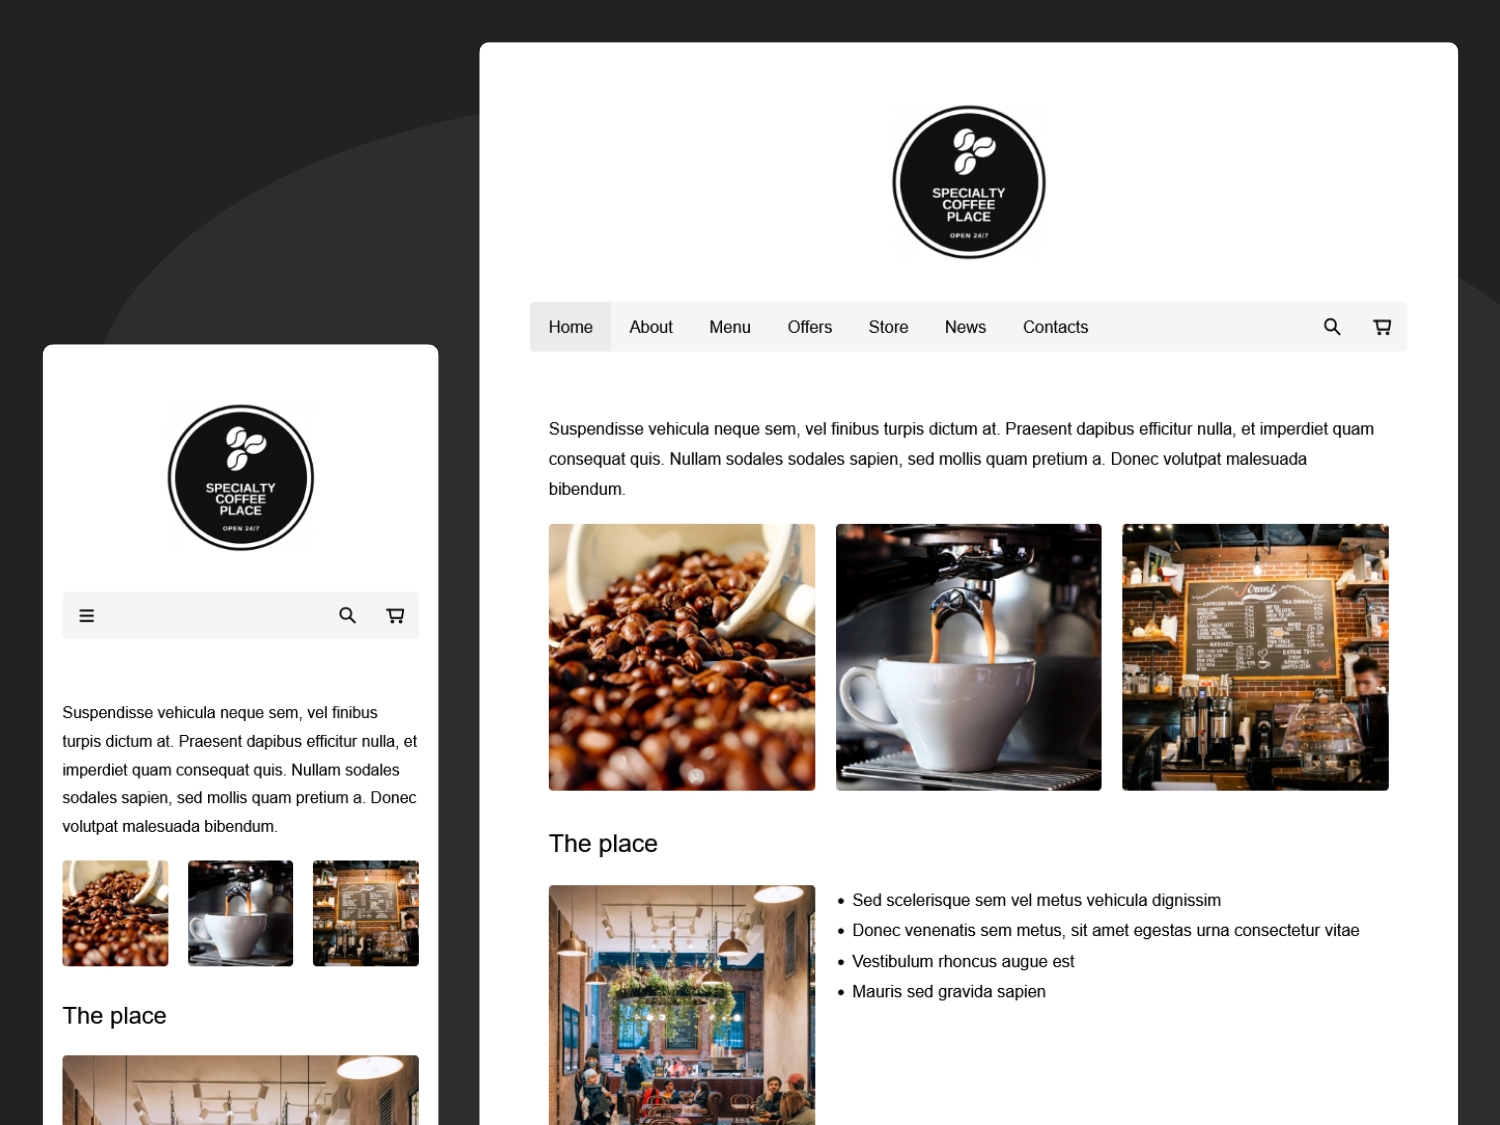 SPECIALTY
COFFEE
PLACE
OPEN 24/7
Suspendisse vehicula neque sem, vel finibus
turpis dictum at. Praesent dapibus efficitur nulla, et
imperdiet quam consequat quis. Nullam sodales
sodales sapien, sed mollis quam pretium a. Donec
volutpat malesuada bibendum.
The place
SPECIALTY
COFFEE
PLACE
OPEN 24/7
Home About Menu Offers Store News Contacts
Suspendisse vehicula neque sem, vel finibus turpis dictum at. Praesent dapibus efficitur nulla, et imperdiet quam
consequat quis. Nullam sodales sodales sapien, sed mollis quam pretium a. Donec volutpat malesuada
bibendum.
The place
• Sed scelerisque sem vel metus vehicula dignissim
• Donec venenatis sem metus, sit amet egestas urna consectetur vitae
• Vestibulum rhoncus augue est
• Mauris sed gravida sapien